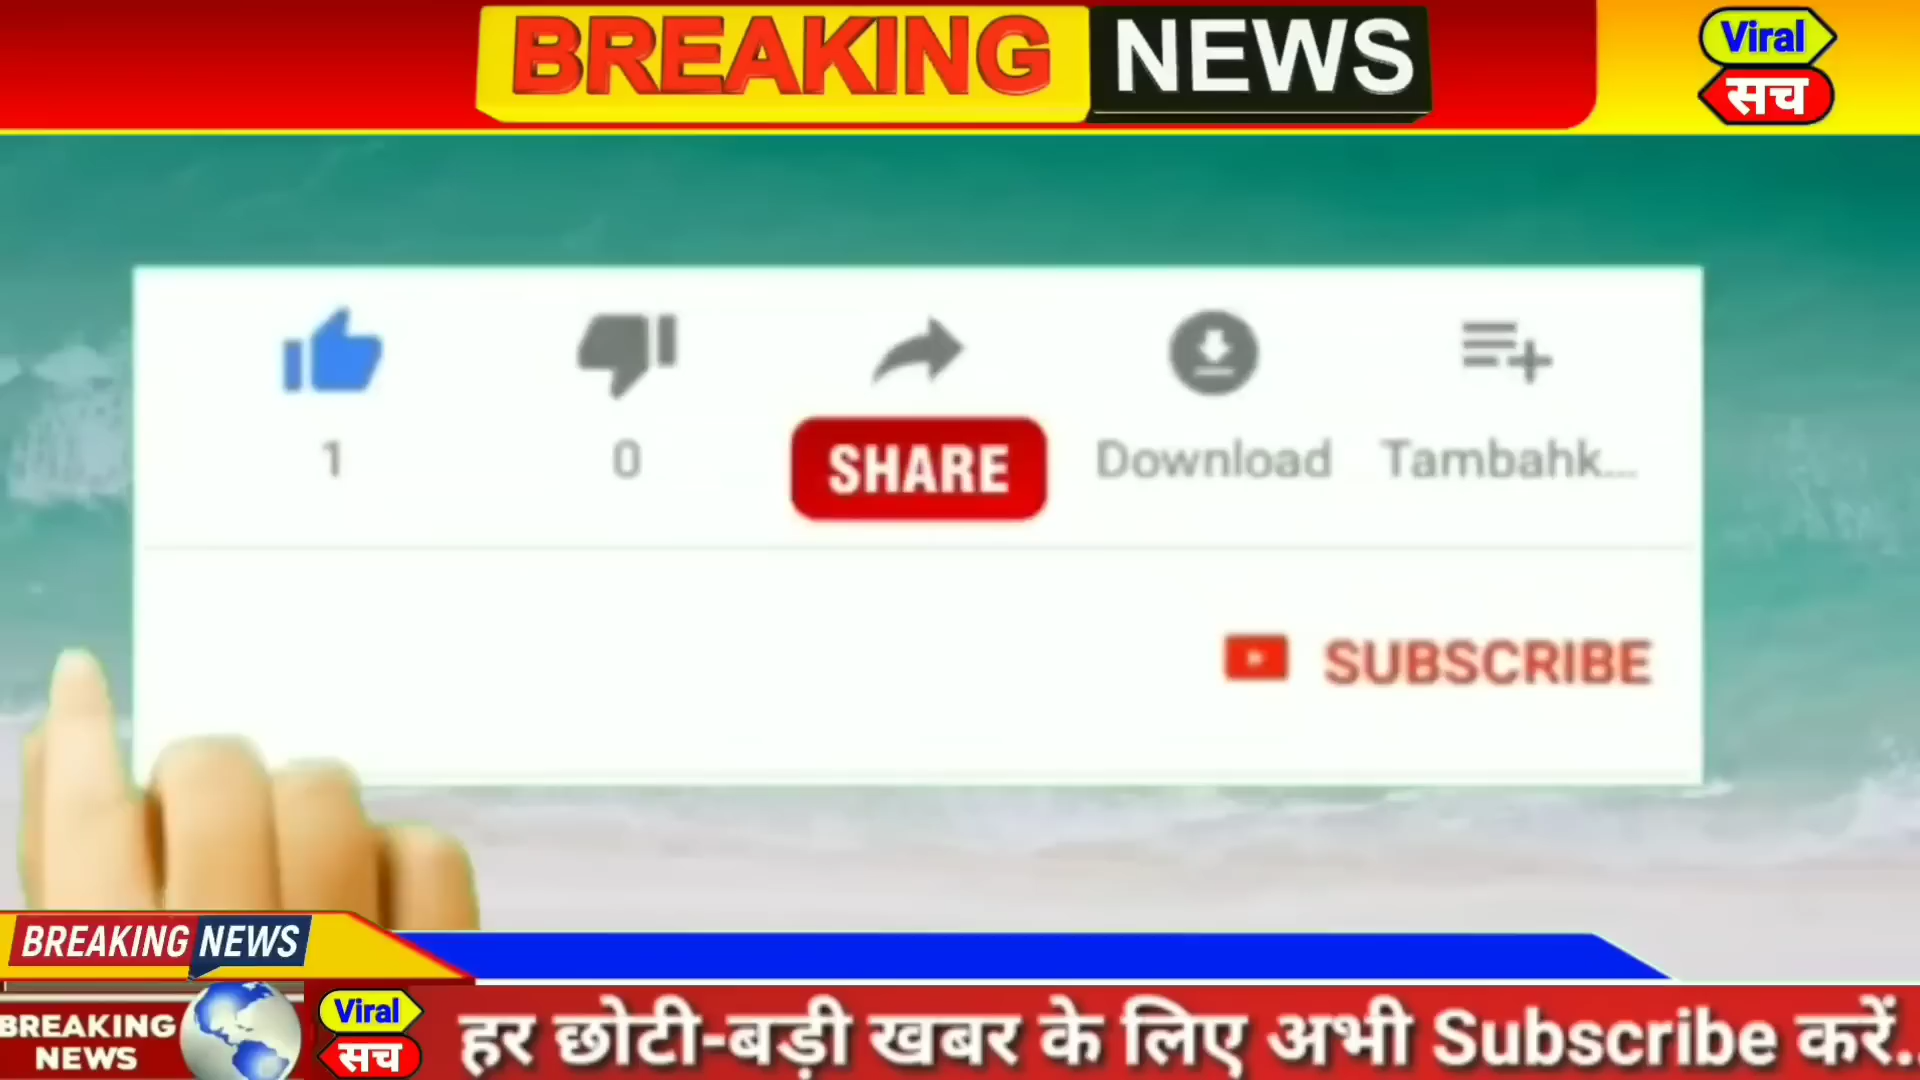 BREAKING NEWS
Viral
सच
1
0
SHARE
Download
Tambahk...
SUBSCRIBE
BREAKING NEWS
BREAKING
NEWS
Viral
सच
हर छोटी-बड़ी खबर के लिए अभी Subscribe करें..